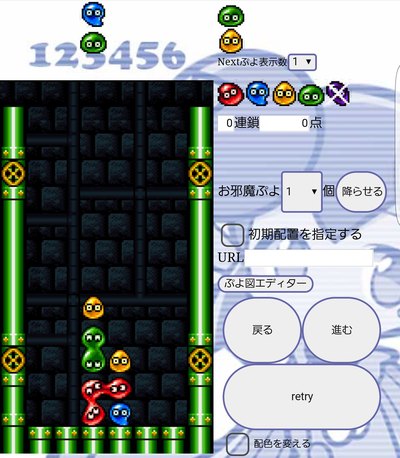 123456
Nextぷよ表示数 1 ▼
0連鎖 0点
お邪魔ぷよ 1 ▼ 個 降らせる
初期配置を指定する
URL
ぷよ図エディター
戻る 進む
retry
配色を変える